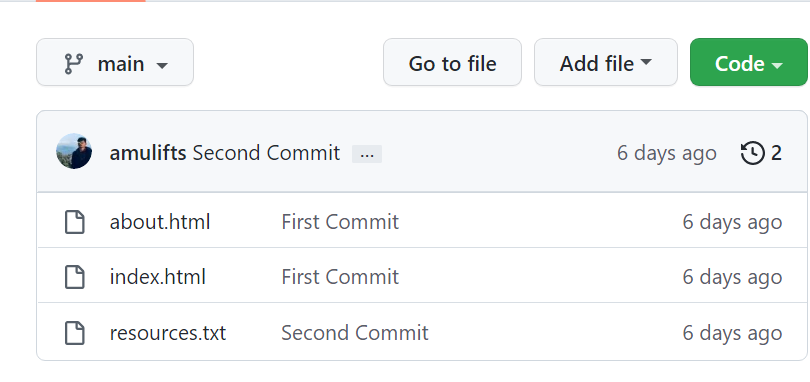 main Go to file Add file Code
amulifts Second Commit ... 6 days ago 2
about.html First Commit 6 days ago
index.html First Commit 6 days ago
resources.txt Second Commit 6 days ago